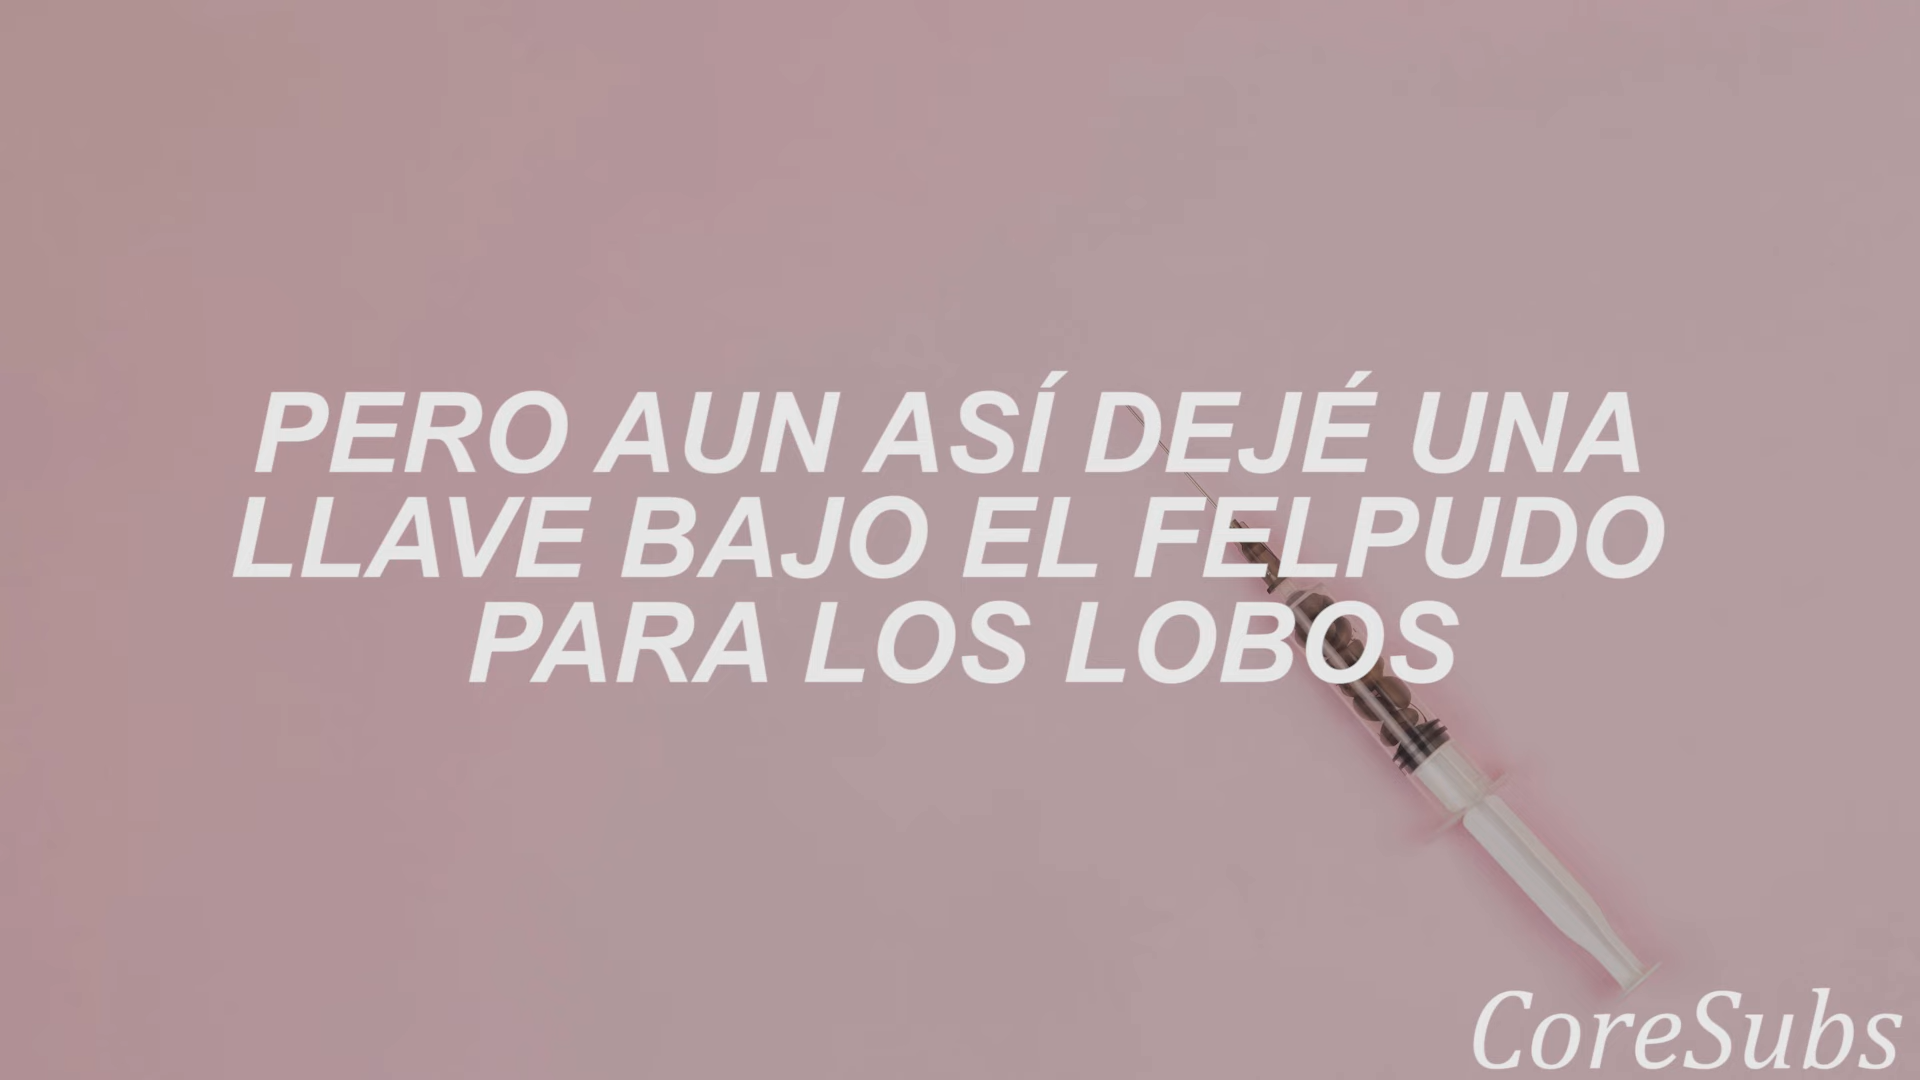 PERO AUN ASÍ DEJÉ UNA
LLAVE BAJO EL FELPUDO
PARA LOS LOBOS
CoreSubs